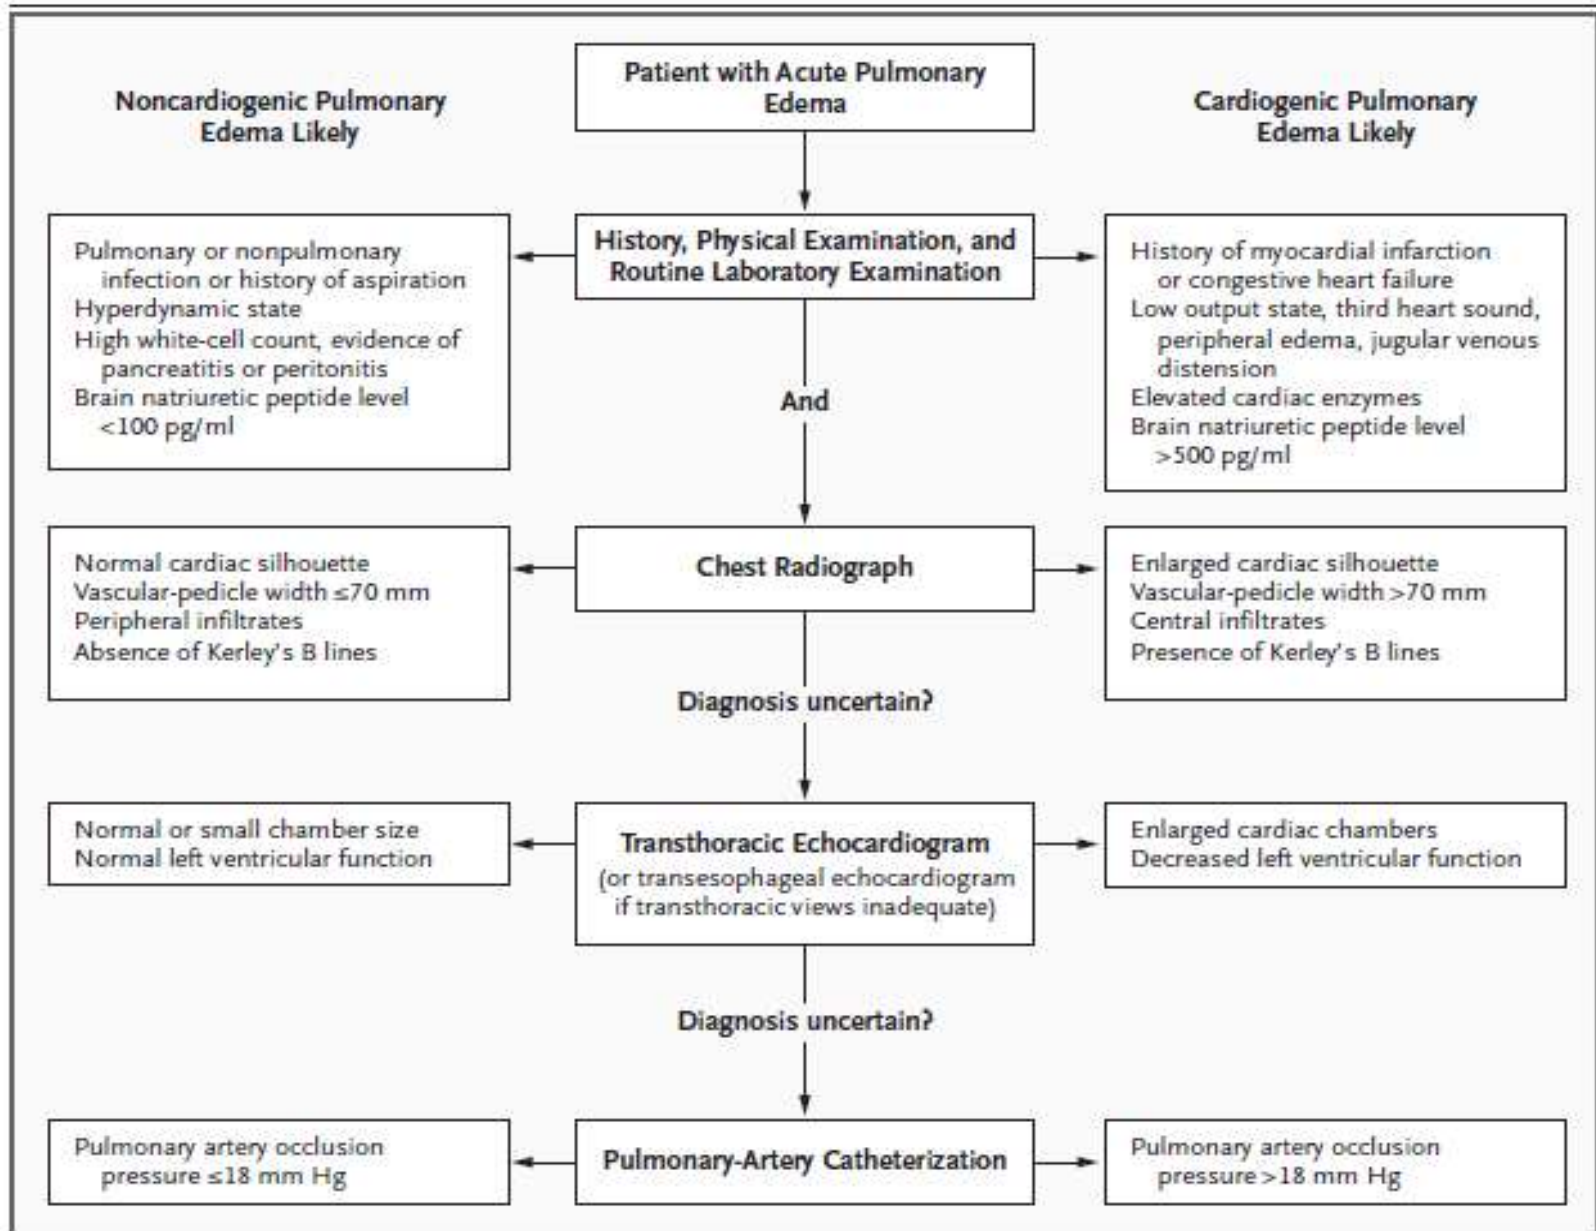 Patient with Acute Pulmonary
Edema
Noncardiogenic Pulmonary
Edema Likely
Cardiogenic Pulmonary
Edema Likely
Pulmonary or nonpulmonary
infection or history of aspiration
Hyperdynamic state
High white-cell count, evidence of
pancreatitis or peritonitis
Brain natriuretic peptide level
<100 pg/ml
History, Physical Examination, and
Routine Laboratory Examination
History of myocardial infarction
or congestive heart failure
Low output state, third heart sound,
peripheral edema, jugular venous
distension
Elevated cardiac enzymes
Brain natriuretic peptide level
>500 pg/ml
And
Normal cardiac silhouette
Vascular-pedicle width ≤70 mm
Peripheral infiltrates
Absence of Kerley's B lines
Chest Radiograph
Enlarged cardiac silhouette
Vascular-pedicle width >70 mm
Central infiltrates
Presence of Kerley's B lines
Diagnosis uncertain?
Normal or small chamber size
Normal left ventricular function
Transthoracic Echocardiogram
(or transesophageal echocardiogram
if transthoracic views inadequate)
Enlarged cardiac chambers
Decreased left ventricular function
Diagnosis uncertain?
Pulmonary artery occlusion
pressure ≤18 mm Hg
Pulmonary-Artery Catheterization
Pulmonary artery occlusion
pressure >18 mm Hg